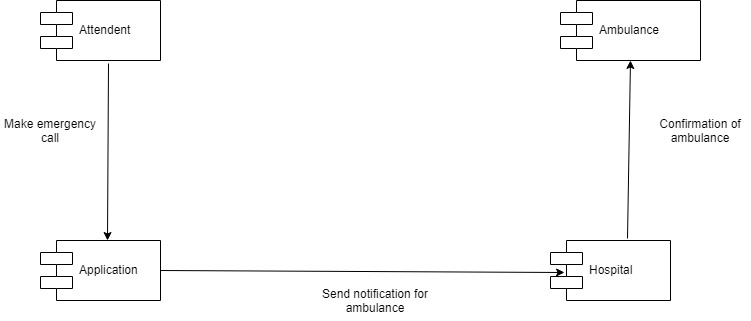 Attendent
Ambulance
Make emergency
call
Confirmation of
ambulance
Application
Hospital
Send notification for
ambulance